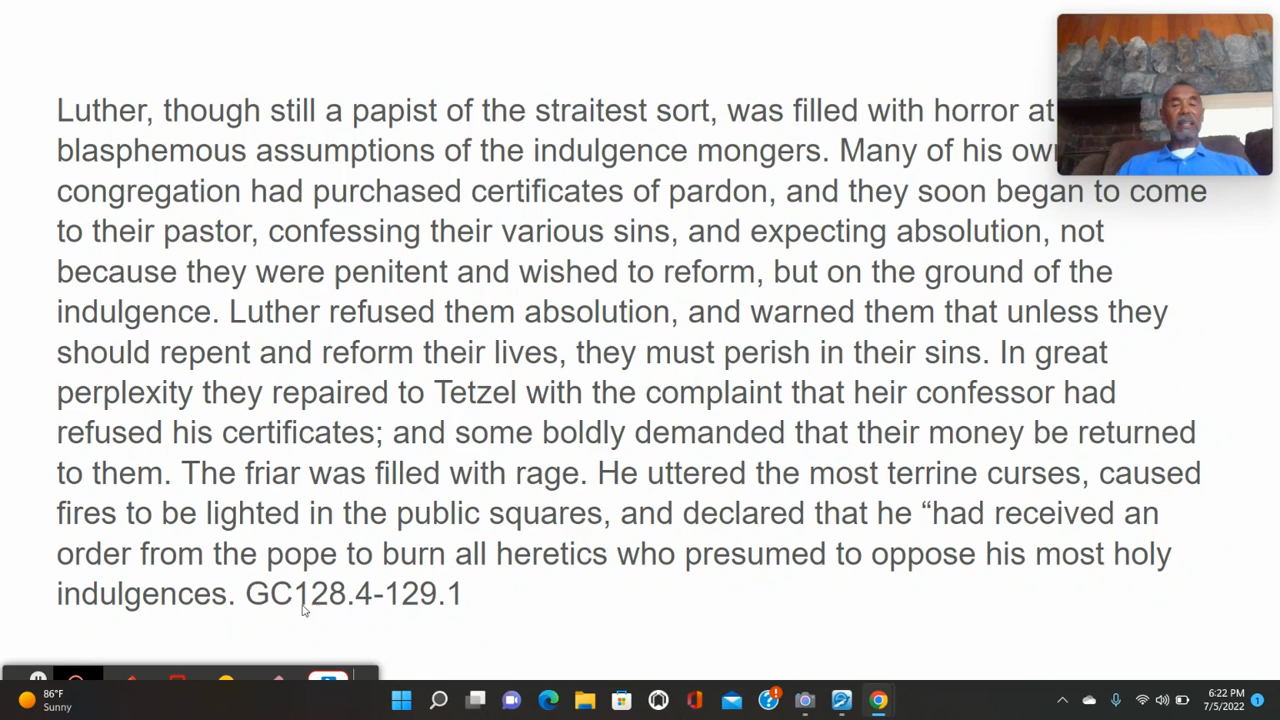 Luther, though still a papist of the straitest sort, was filled with horror at
blasphemous assumptions of the indulgence mongers. Many of his own
congregation had purchased certificates of pardon, and they soon began to come
to their pastor, confessing their various sins, and expecting absolution, not
because they were penitent and wished to reform, but on the ground of the
indulgence. Luther refused them absolution, and warned them that unless they
should repent and reform their lives, they must perish in their sins. In great
perplexity they repaired to Tetzel with the complaint that heir confessor had
refused his certificates; and some boldly demanded that their money be returned
to them. The friar was filled with rage. He uttered the most terrine curses, caused
fires to be lighted in the public squares, and declared that he “had received an
order from the pope to burn all heretics who presumed to oppose his most holy
indulgences. GC128.4-129.1
86°F
Sunny
6:22 PM
7/5/2022
1